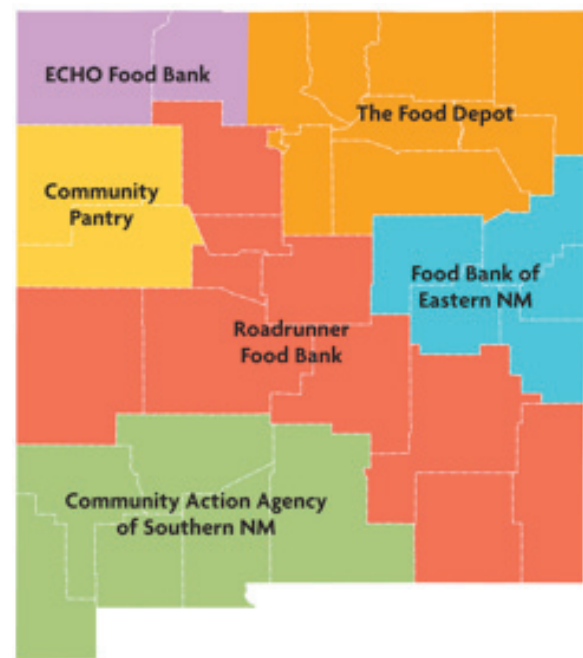 ECHO Food Bank
The Food Depot
Community
Pantry
Food Bank of
Eastern NM
Roadrunner
Food Bank
Community Action Agency
of Southern NM